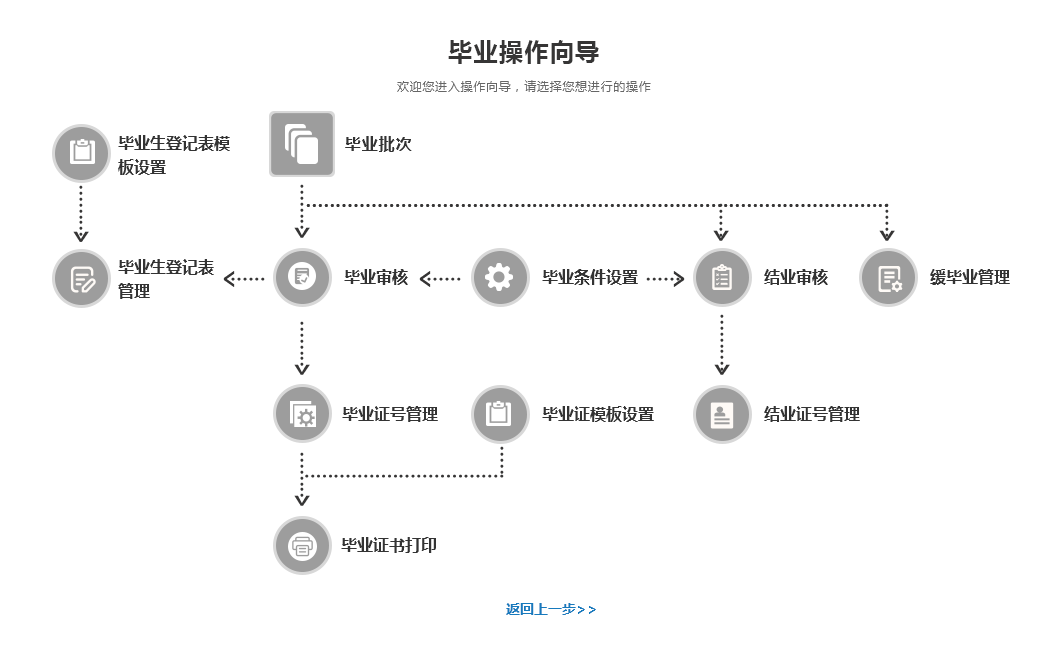 毕业操作向导
欢迎您进入操作向导，请选择您想进行的操作
毕业生登记表模
板设置
毕业批次
毕业生登记表
管理
毕业审核
毕业条件设置
结业审核
缓毕业管理
毕业证号管理
毕业证模板设置
结业证号管理
毕业证书打印
返回上一步>>